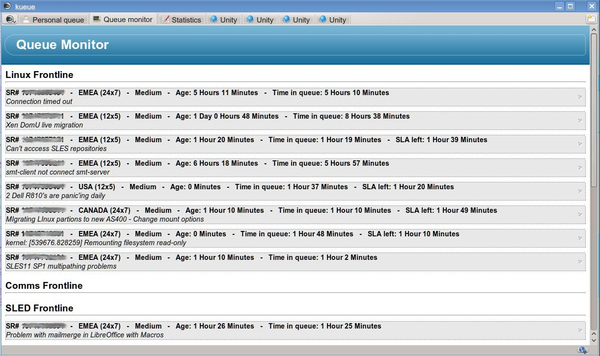 kueue
Personal queue Queue monitor Statistics Unity Unity Unity Unity
Queue Monitor
Linux Frontline
SR# - EMEA (24x7) - Medium - Age: 5 Hours 11 Minutes - Time in queue: 5 Hours 10 Minutes
Connection timed out
SR# - EMEA (12x5) - Medium - Age: 1 Day 0 Hours 48 Minutes - Time in queue: 8 Hours 38 Minutes
Xen DomU live migration
SR# - EMEA (12x5) - Medium - Age: 1 Hour 20 Minutes - Time in queue: 1 Hour 19 Minutes - SLA left: 1 Hour 39 Minutes
Can't acccess SLES repositories
SR# - EMEA (12x5) - Medium - Age: 6 Hours 18 Minutes - Time in queue: 5 Hours 57 Minutes
smt-client not connect smt-server
SR# - USA (12x5) - Medium - Age: 0 Minutes - Time in queue: 1 Hour 37 Minutes - SLA left: 1 Hour 20 Minutes
2 Dell R810's are panic'ing daily
SR# - CANADA (24x7) - Medium - Age: 1 Hour 10 Minutes - Time in queue: 1 Hour 10 Minutes - SLA left: 1 Hour 49 Minutes
Migrating Linux partions to new AS400 - Change mount options
SR# - EMEA (24x7) - Medium - Age: 0 Minutes - Time in queue: 1 Hour 48 Minutes - SLA left: 1 Hour 10 Minutes
kernel: [539676.828259] Remounting filesystem read-only
SR# - EMEA (24x7) - Medium - Age: 1 Hour 10 Minutes - Time in queue: 1 Hour 2 Minutes
SLES11 SP1 multipathing problems
Comms Frontline
SLED Frontline
SR# - EMEA (24x7) - Medium - Age: 1 Hour 26 Minutes - Time in queue: 1 Hour 25 Minutes
Problem with mailmerge in LibreOffice with Macros